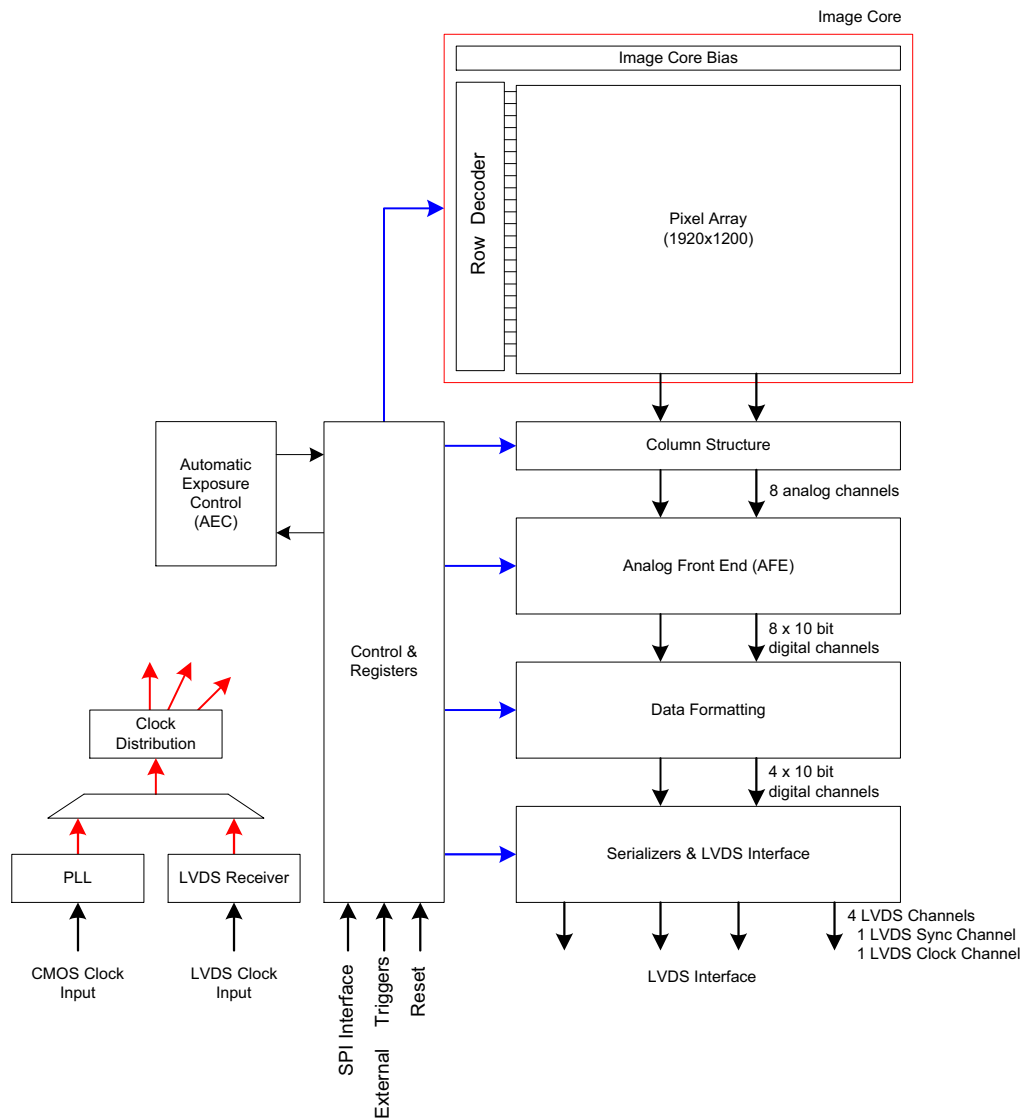 Image Core
Image Core Bias
Row Decoder
Pixel Array
(1920x1200)
Automatic
Exposure
Control
(AEC)
Column Structure
8 analog channels
Analog Front End (AFE)
8 x 10 bit
digital channels
Control &
Registers
Data Formatting
Clock
Distribution
4 x 10 bit
digital channels
PLL
LVDS Receiver
Serializers & LVDS Interface
4 LVDS Channels
1 LVDS Sync Channel
1 LVDS Clock Channel
CMOS Clock
Input
LVDS Clock
Input
LVDS Interface
SPI Interface
External Triggers
Reset